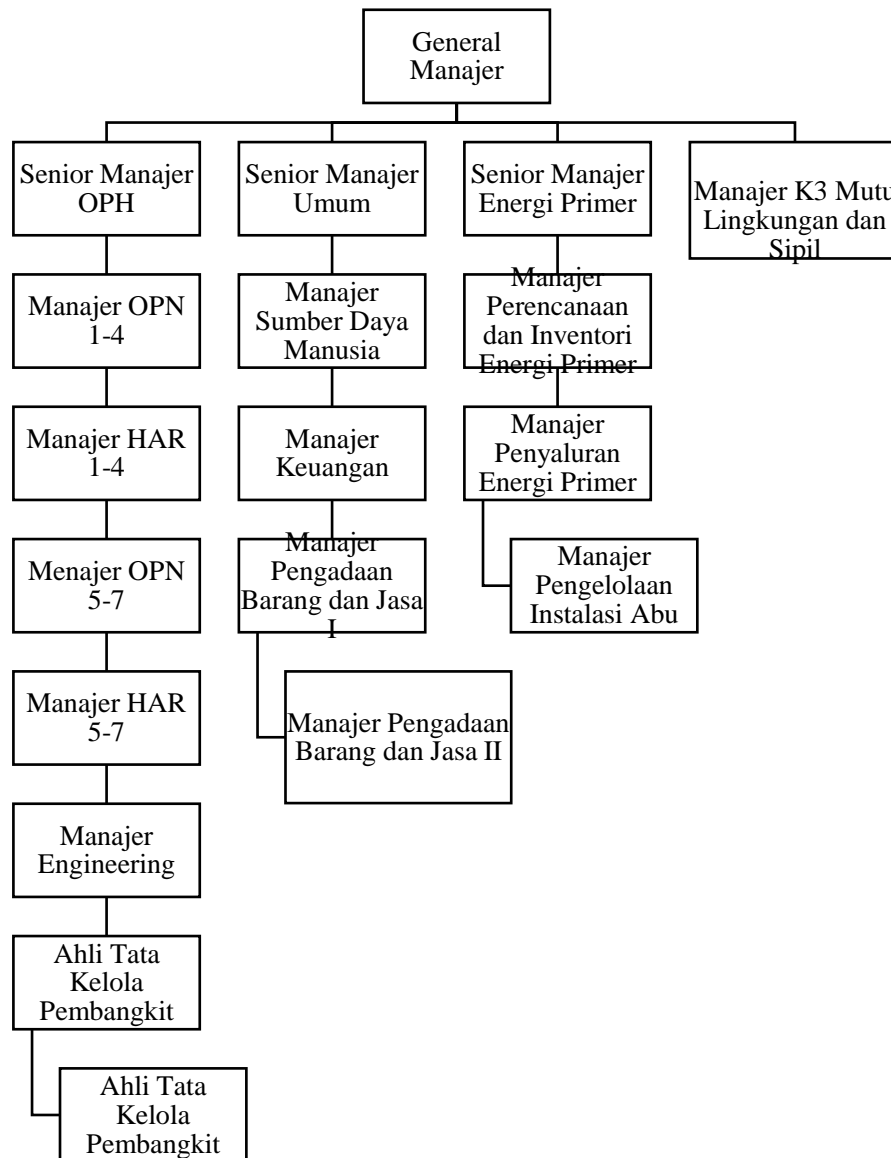 General
Manajer
Senior Manajer
OPH
Senior Manajer
Umum
Senior Manajer
Energi Primer
Manajer K3 Mutu
Lingkungan dan
Sipil
Manajer OPN
1-4
Manajer
Sumber Daya
Manusia
Manajer
Perencanaan
dan Inventori
Energi Primer
Manajer HAR
1-4
Manajer
Keuangan
Manajer
Penyaluran
Energi Primer
Menajer OPN
5-7
Manajer
Pengadaan
Barang dan Jasa
I
Manajer
Pengelolaan
Instalasi Abu
Manajer HAR
5-7
Manajer Pengadaan
Barang dan Jasa II
Manajer
Engineering
Ahli Tata
Kelola
Pembangkit
Ahli Tata
Kelola
Pembangkit